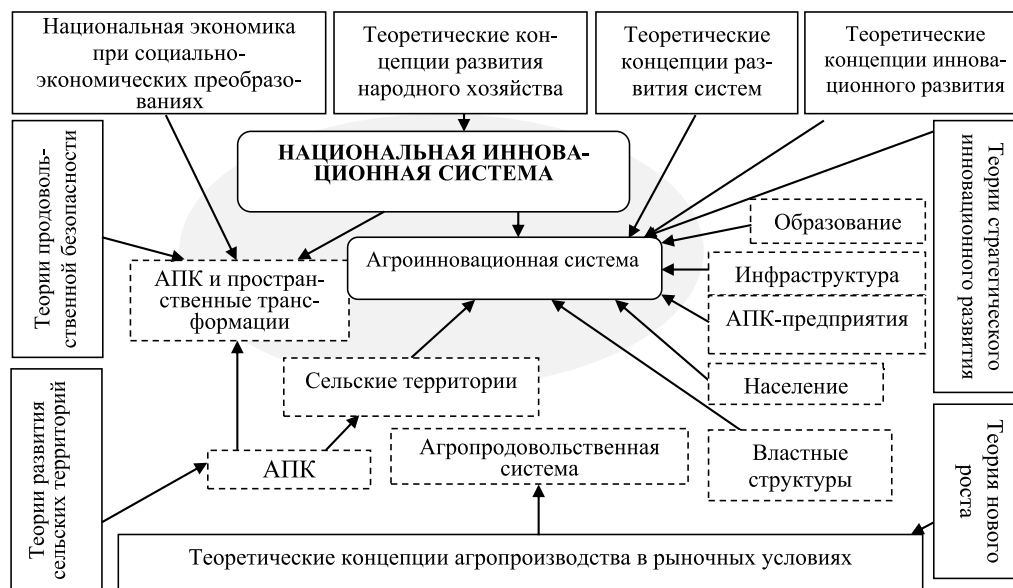 Национальная экономика
при социально-
экономических преобразо-
ваниях
Теоретические кон-
цепции развития
народного хозяйства
Теоретические
концепции раз-
вития систем
Теоретические
концепции иннова-
ционного развития
НАЦИОНАЛЬНАЯ ИННОВА-
ЦИОННАЯ СИСТЕМА
Теории продоволь-
ственной безопасности
Теории стратегического
инновационного развития
Образование
Агроинновационная система
АПК и простран-
ственные транс-
формации
Инфраструктура
АПК-предприятия
Сельские территории
Население
Теории развития
сельских территорий
АПК
Агропродовольственная
система
Властные
структуры
Теория нового
роста
Теоретические концепции агропроизводства в рыночных условиях